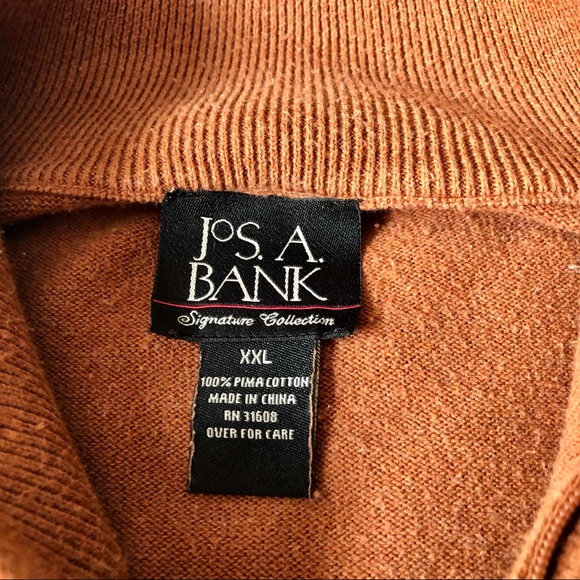 JOS. A.
BANK
Signature Collection
XXL
100% PIMA COTTON
MADE IN CHINA
RN 31608
OVER FOR CARE